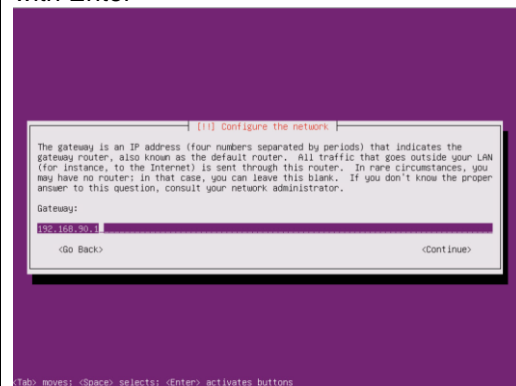 with Enter
[!!] Configure the network
The gateway is an IP address (four numbers separated by periods) that indicates the
gateway router, also known as the default router.  All traffic that goes outside your LAN
(for instance, to the Internet) is sent through this router.  In rare circumstances, you
may have no router; in that case, you can leave this blank.  If you don't know the proper
answer to this question, consult your network administrator.
Gateway:
192.168.90.1
<Go Back> <Continue>
<Tab> moves; <Space> selects; <Enter> activates buttons